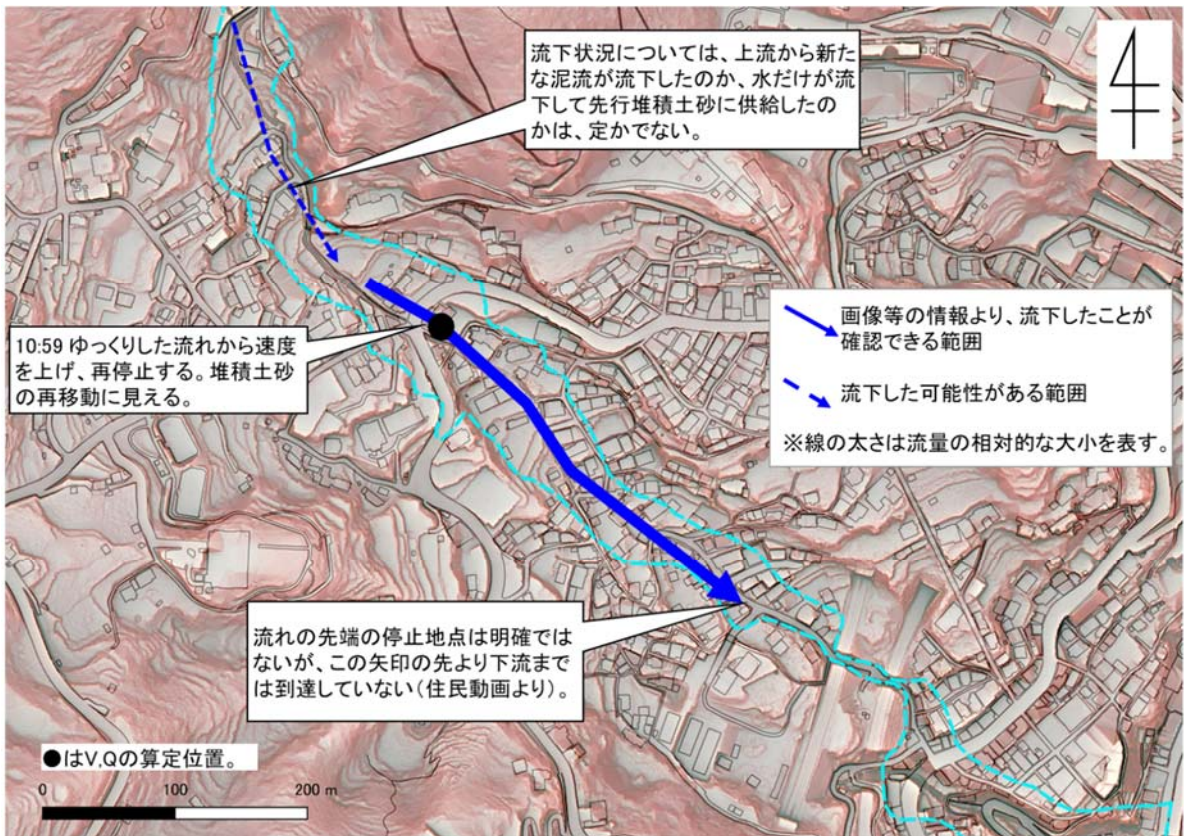 流下状況については、上流から新た
な泥流が流下したのか、水だけが流
下して先行堆積土砂に供給したの
かは、定かでない。
10:59 ゆっくりした流れから速度
を上げ、再停止する。堆積土砂
の再移動に見える。
画像等の情報より、流下したことが
確認できる範囲
流下した可能性がある範囲
※線の太さは流量の相対的な大小を表す。
流れの先端の停止地点は明確では
ないが、この矢印の先より下流まで
は到達していない（住民動画より）。
●はV,Qの算定位置。
0 100 200 m